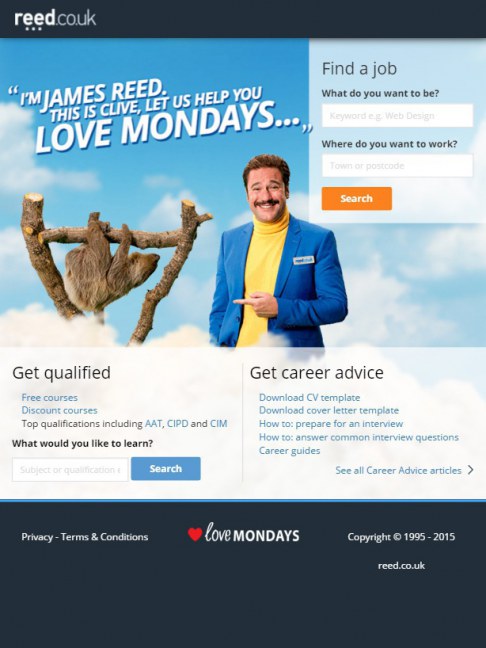 reed.co.uk
“I'M JAMES REED.
THIS IS CLIVE, LET US HELP YOU
LOVE MONDAYS...„
reed.co.uk
Find a job
What do you want to be?
Keyword e.g. Web Design
Where do you want to work?
Town or postcode
Search
Get qualified
Free courses
Discount courses
Top qualifications including AAT, CIPD and CIM
What would you like to learn?
Subject or qualification e
Search
Get career advice
Download CV template
Download cover letter template
How to: prepare for an interview
How to: answer common interview questions
Career guides
See all Career Advice articles
Privacy - Terms & Conditions
love MONDAYS
Copyright © 1995 - 2015
reed.co.uk